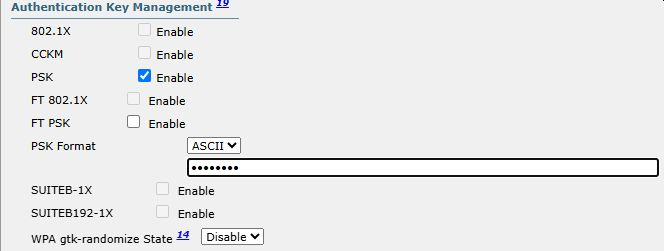 Authentication Key Management 19
802.1X Enable
CCKM Enable
PSK Enable
FT 802.1X Enable
FT PSK Enable
PSK Format ASCII
••••••••
SUITEB-1X Enable
SUITEB192-1X Enable
WPA gtk-randomize State 14 Disable